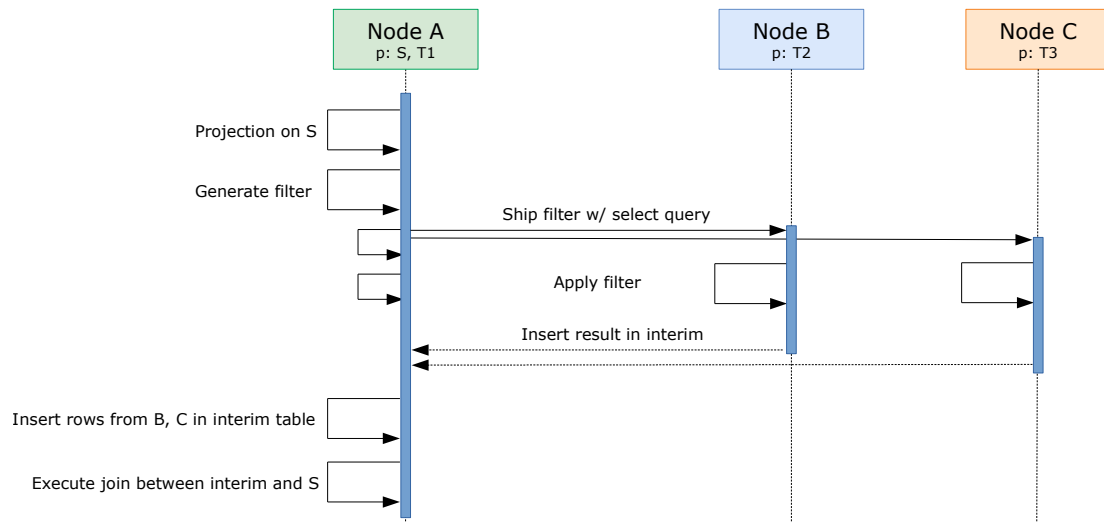 Node A
p: S, T1
Node B
p: T2
Node C
p: T3
Projection on S
Generate filter
Ship filter w/ select query
Apply filter
Insert result in interim
Insert rows from B, C in interim table
Execute join between interim and S